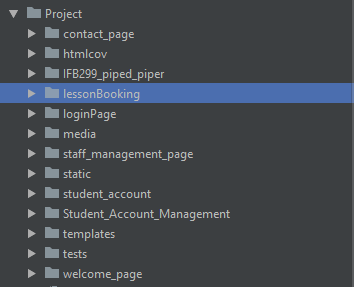 Project
contact_page
htmlcov
IFB299_piped_piper
lessonBooking
loginPage
media
staff_management_page
static
student_account
Student_Account_Management
templates
tests
welcome_page